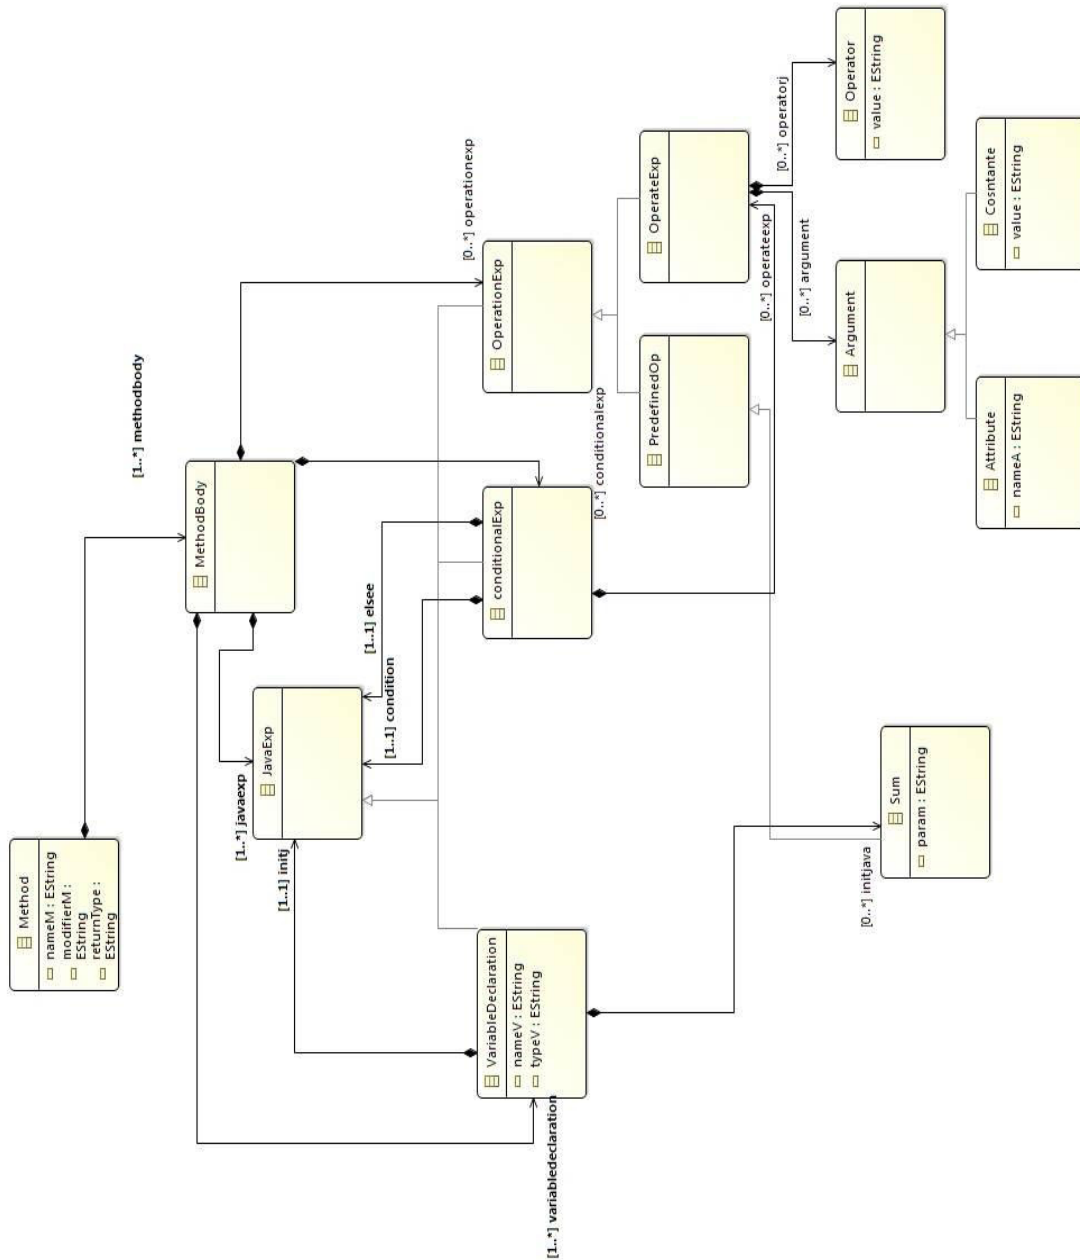 Method
nameM : EString
modifierM :
EString
returnType :
EString
[1..*] methodbody
MethodBody
[1..*] javaexp
JavaExp
[1..1] initj
[1..1] condition
[1..1] elsee
VariableDeclaration
nameV : EString
typeV : EString
[1..*] variabledeclaration
conditionalExp
[0..*] conditionalexp
OperationExp
[0..*] operationexp
PredefinedOp
OperateExp
[0..*] operateexp
[0..*] argument
[0..*] operatorj
Operator
value : EString
Argument
Sum
param : EString
[0..*] initjava
Attribute
nameA : EString
Cosntante
value : EString